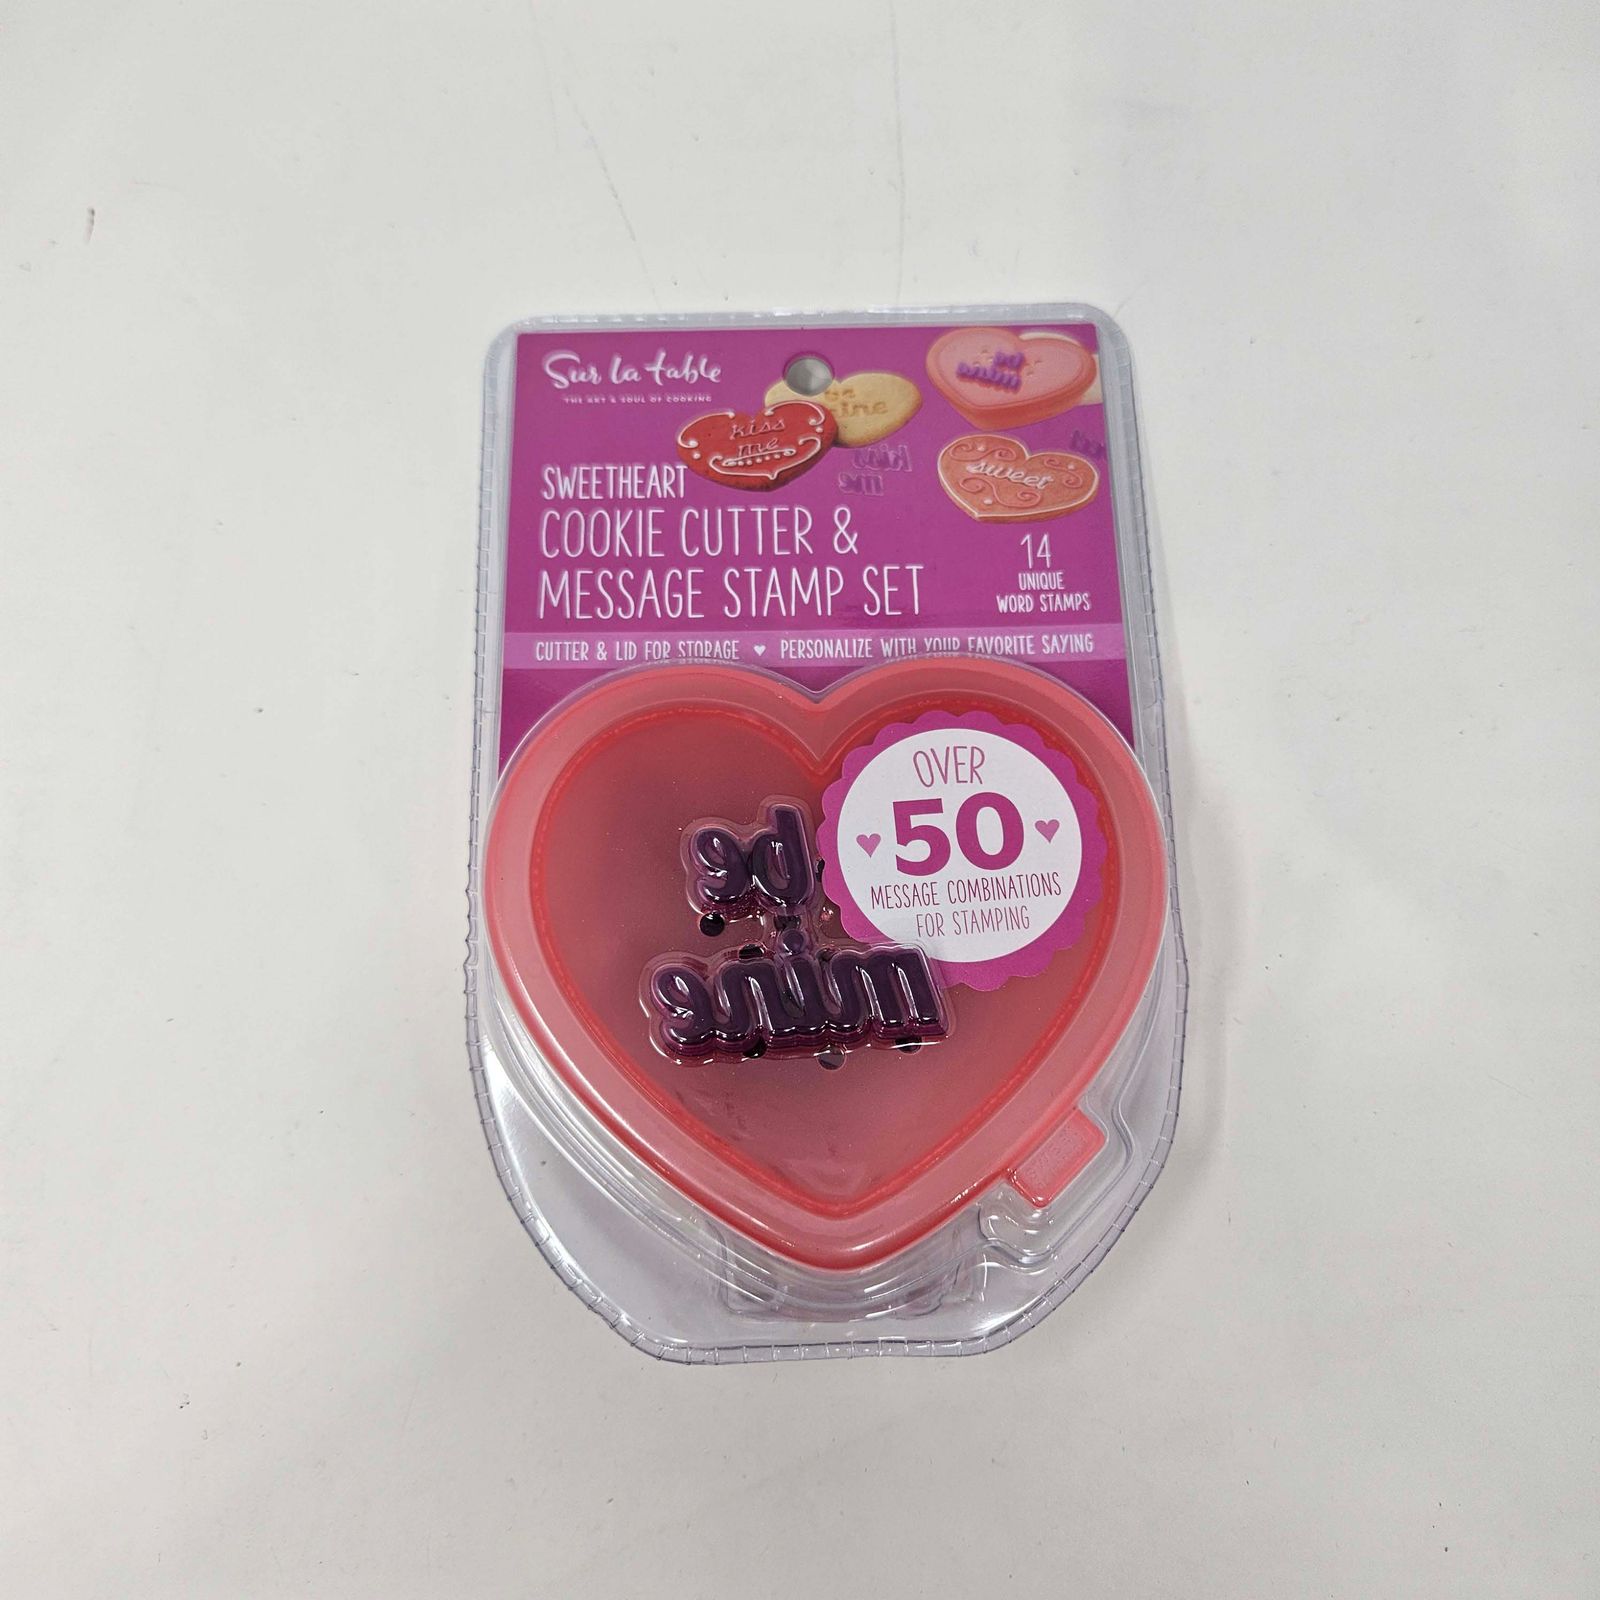 Sur la table
THE ART & SOUL OF COOKING
kiss
me
be
mine
kiss
me
sweet
SWEETHEART
COOKIE CUTTER &
MESSAGE STAMP SET
14
UNIQUE
WORD STAMPS
CUTTER & LID FOR STORAGE ♥ PERSONALIZE WITH YOUR FAVORITE SAYING
OVER
50
MESSAGE COMBINATIONS
FOR STAMPING
be
mine